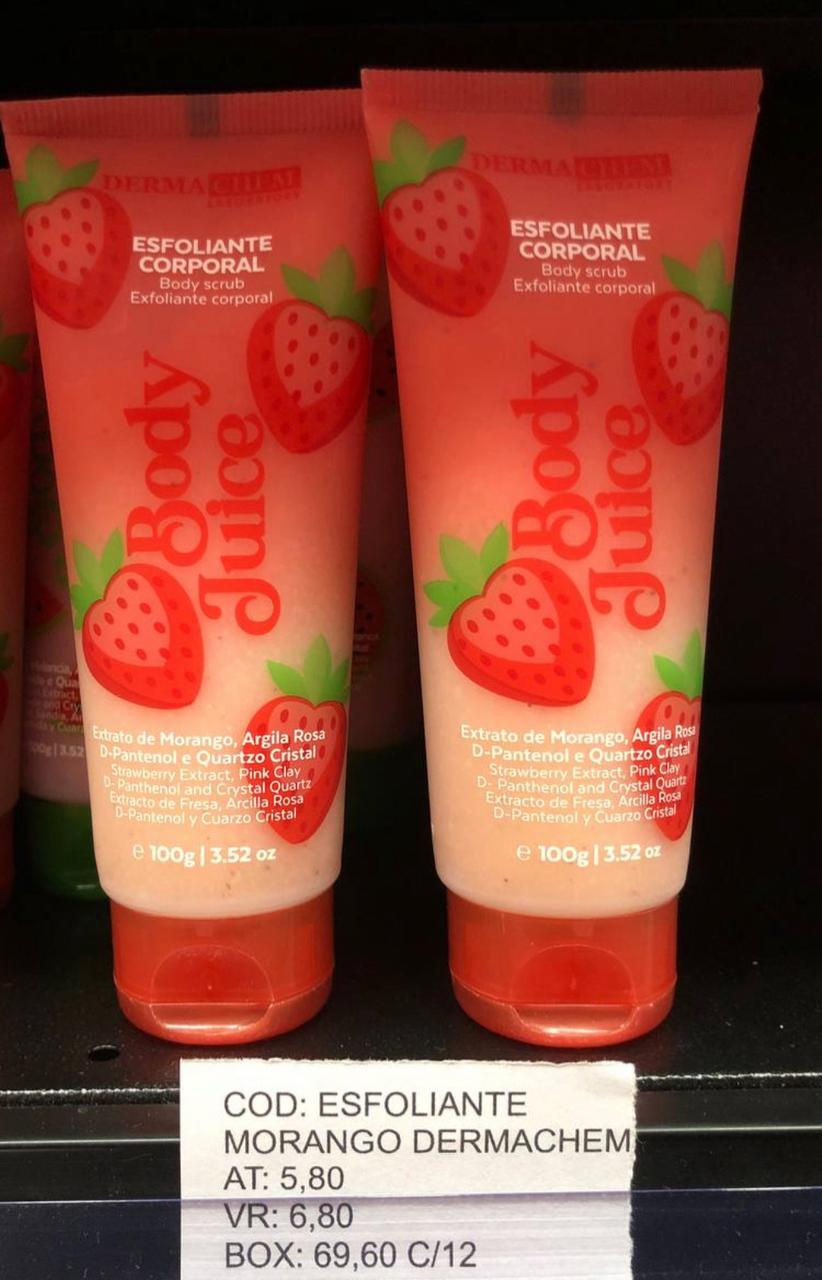 DERMACHEM
LABORATORY
ESFOLIANTE
CORPORAL
Body scrub
Exfoliante corporal
Body
Juice
Extrato de Morango, Argila Rosa
D-Pantenol e Quartzo Cristal
Strawberry Extract, Pink Clay
D- Panthenol and Crystal Quartz
Extracto de Fresa, Arcilla Rosa
D-Pantenol y Cuarzo Cristal
℮ 100g | 3.52 oz
DERMACHEM
LABORATORY
ESFOLIANTE
CORPORAL
Body scrub
Exfoliante corporal
Body
Juice
Extrato de Morango, Argila Rosa
D-Pantenol e Quartzo Cristal
Strawberry Extract, Pink Clay
D- Panthenol and Crystal Quartz
Extracto de Fresa, Arcilla Rosa
D-Pantenol y Cuarzo Cristal
℮ 100g | 3.52 oz
COD: ESFOLIANTE
MORANGO DERMACHEM
AT: 5,80
VR: 6,80
BOX: 69,60 C/12